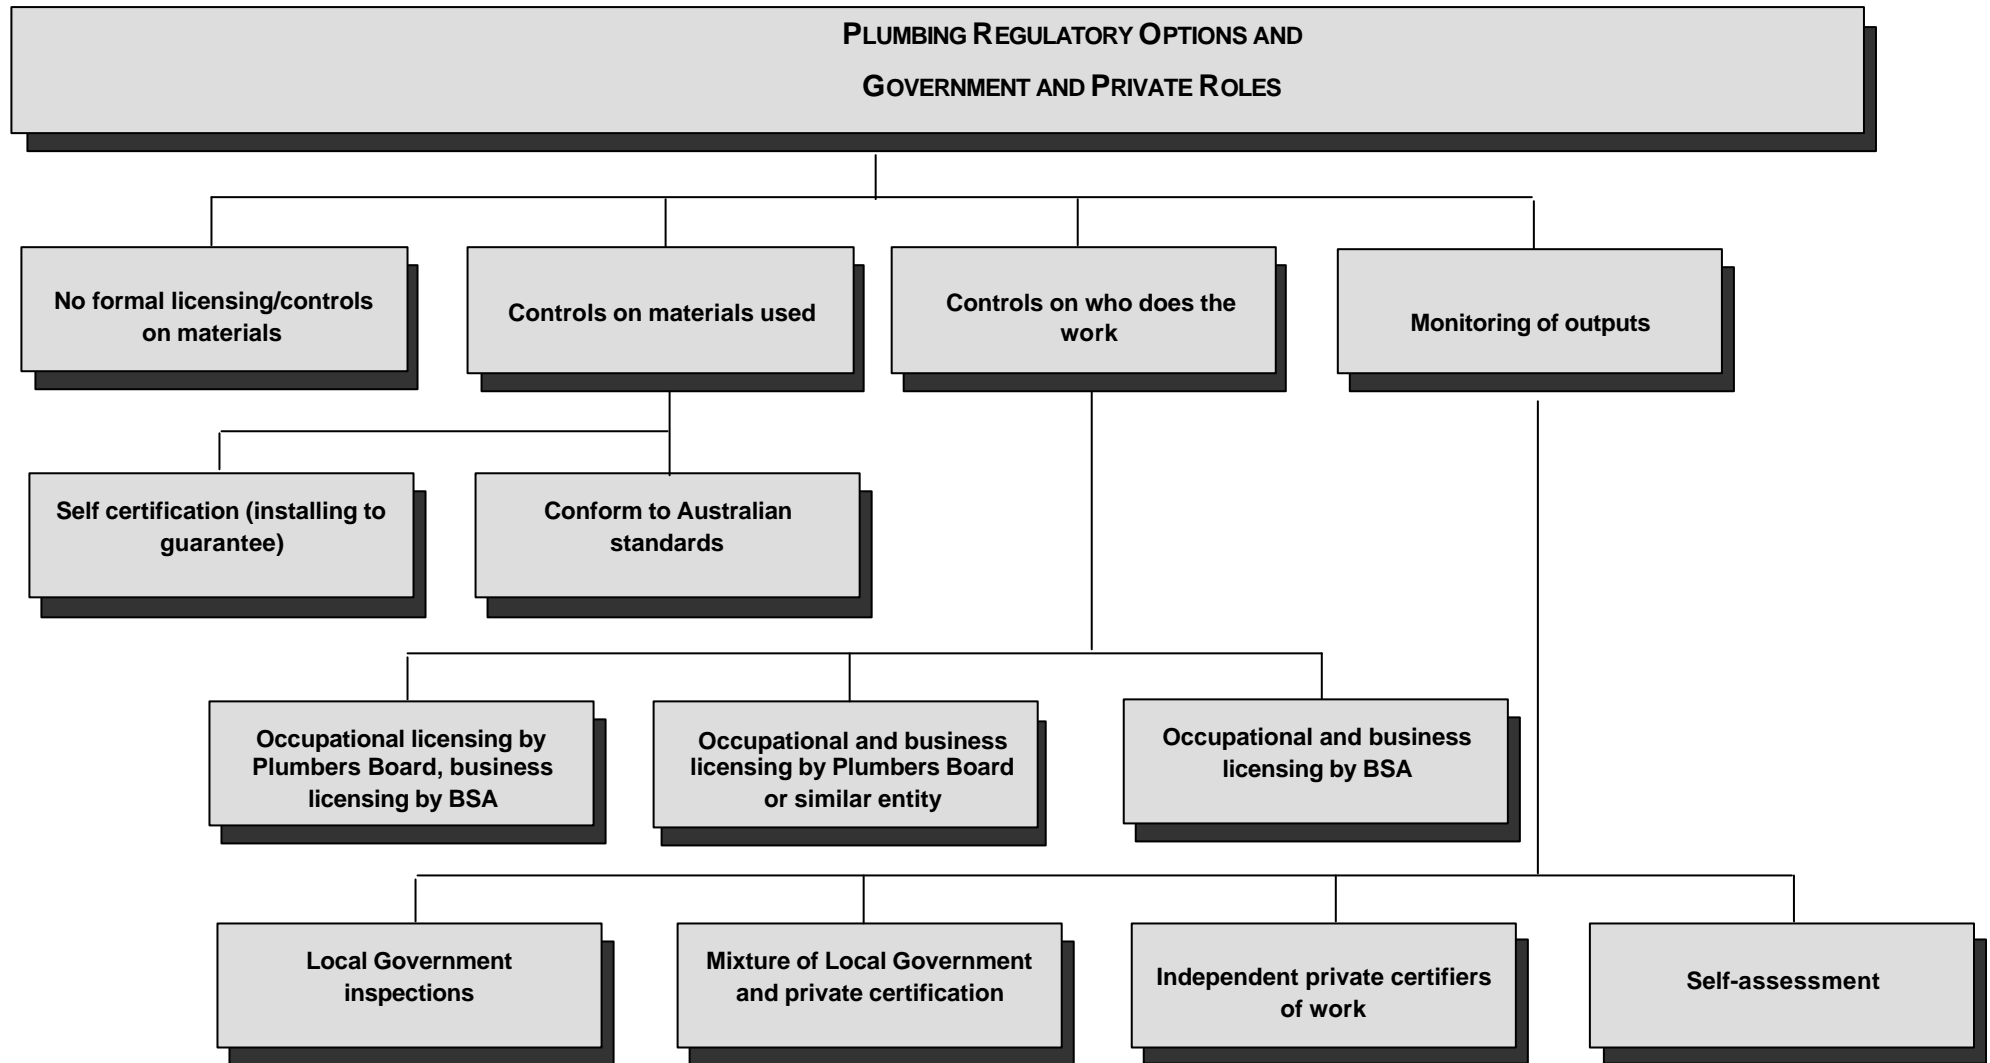 PLUMBING REGULATORY OPTIONS AND
GOVERNMENT AND PRIVATE ROLES
No formal licensing/controls
on materials
Controls on materials used
Controls on who does the
work
Monitoring of outputs
Self certification (installing to
guarantee)
Conform to Australian
standards
Occupational licensing by
Plumbers Board, business
licensing by BSA
Occupational and business
licensing by Plumbers Board
or similar entity
Occupational and business
licensing by BSA
Local Government
inspections
Mixture of Local Government
and private certification
Independent private certifiers
of work
Self-assessment